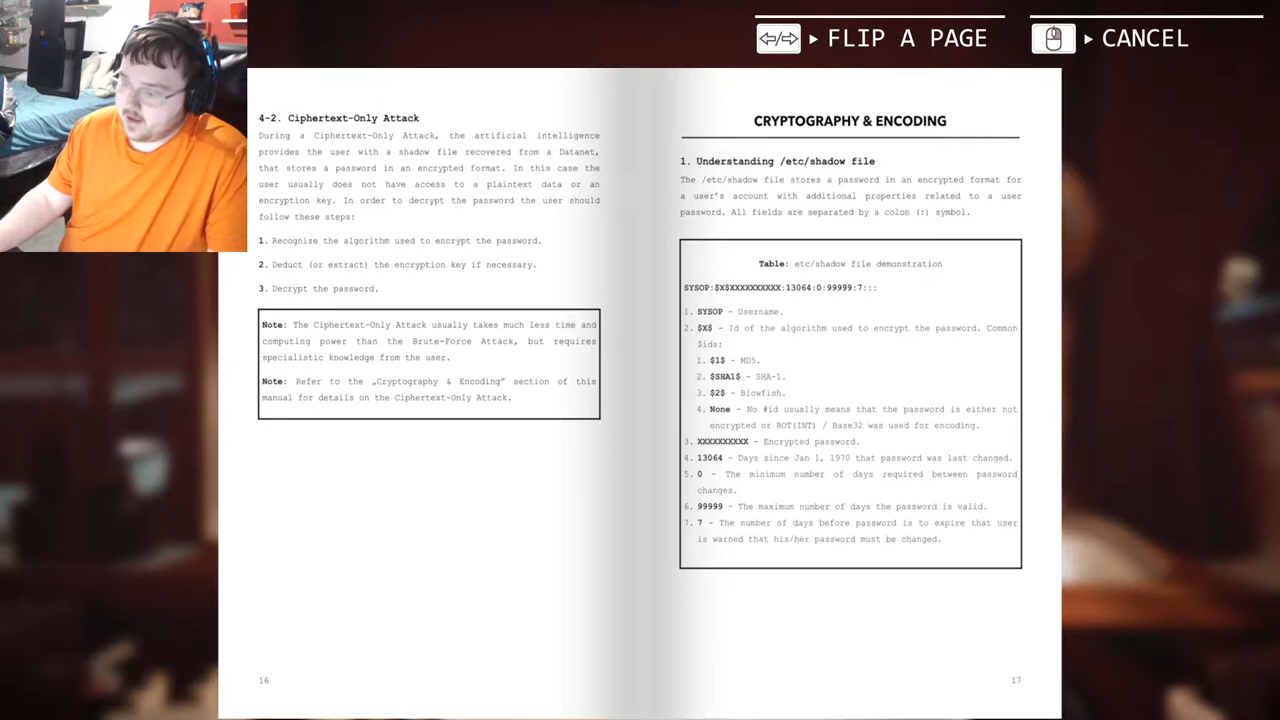 FLIP A PAGE
CANCEL
4-2. Ciphertext-Only Attack
During a Ciphertext-Only Attack, the artificial intelligence
provides the user with a shadow file recovered from a Datanet,
that stores a password in an encrypted format. In this case the
user usually does not have access to a plaintext data or an
encryption key. In order to decrypt the password the user should
follow these steps:
1. Recognize the algorithm used to encrypt the password.
2. Deduct (or extract) the encryption key if necessary.
3. Decrypt the password.
Note: The Ciphertext-Only Attack usually takes much less time and
computing power than the Brute-Force Attack, but requires
specialistic knowledge from the user.
Note: Refer to the „Cryptography & Encoding" section of this
manual for details on the Ciphertext-Only Attack.
16
CRYPTOGRAPHY & ENCODING
1. Understanding /etc/shadow file
The /etc/shadow file stores a password in an encrypted format for
a user's account with additional properties related to a user
password. All fields are separated by a colon (:) symbol.
Table: etc/shadow file demonstration
SYSOP:$X$XXXXXXXXXX:13064:0:99999:7:::
1. SYSOP - Username.
2. $X$ - Id of the algorithm used to encrypt the password. Common
$ids:
1. $1$ - MD5.
2. $SHA1$ - SHA-1.
3. $2$ - Blowfish.
4. None - No #id usually means that the password is either not
encrypted or ROT(INT) / Base32 was used for encoding.
3. XXXXXXXXXX - Encrypted password.
4. 13064 - Days since Jan 1, 1970 that password was last changed.
5. 0 - The minimum number of days required between password
changes.
6. 99999 - The maximum number of days the password is valid.
7. 7 - The number of days before password is to expire that user
is warned that his/her password must be changed.
17